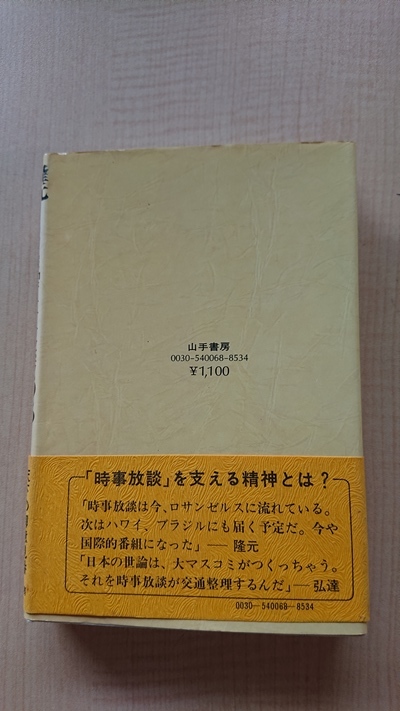 山手書房
0030-540068-8534
¥1,100
「時事放談」を支える精神とは?
「時事放談は今、ロサンゼルスに流れている。
次はハワイ、ブラジルにも届く予定だ。今や
国際的番組になった」— 隆元
「日本の世論は、大マスコミがつくっちゃう。
それを時事放談が交通整理するんだ」— 弘達
0030—540068—8534